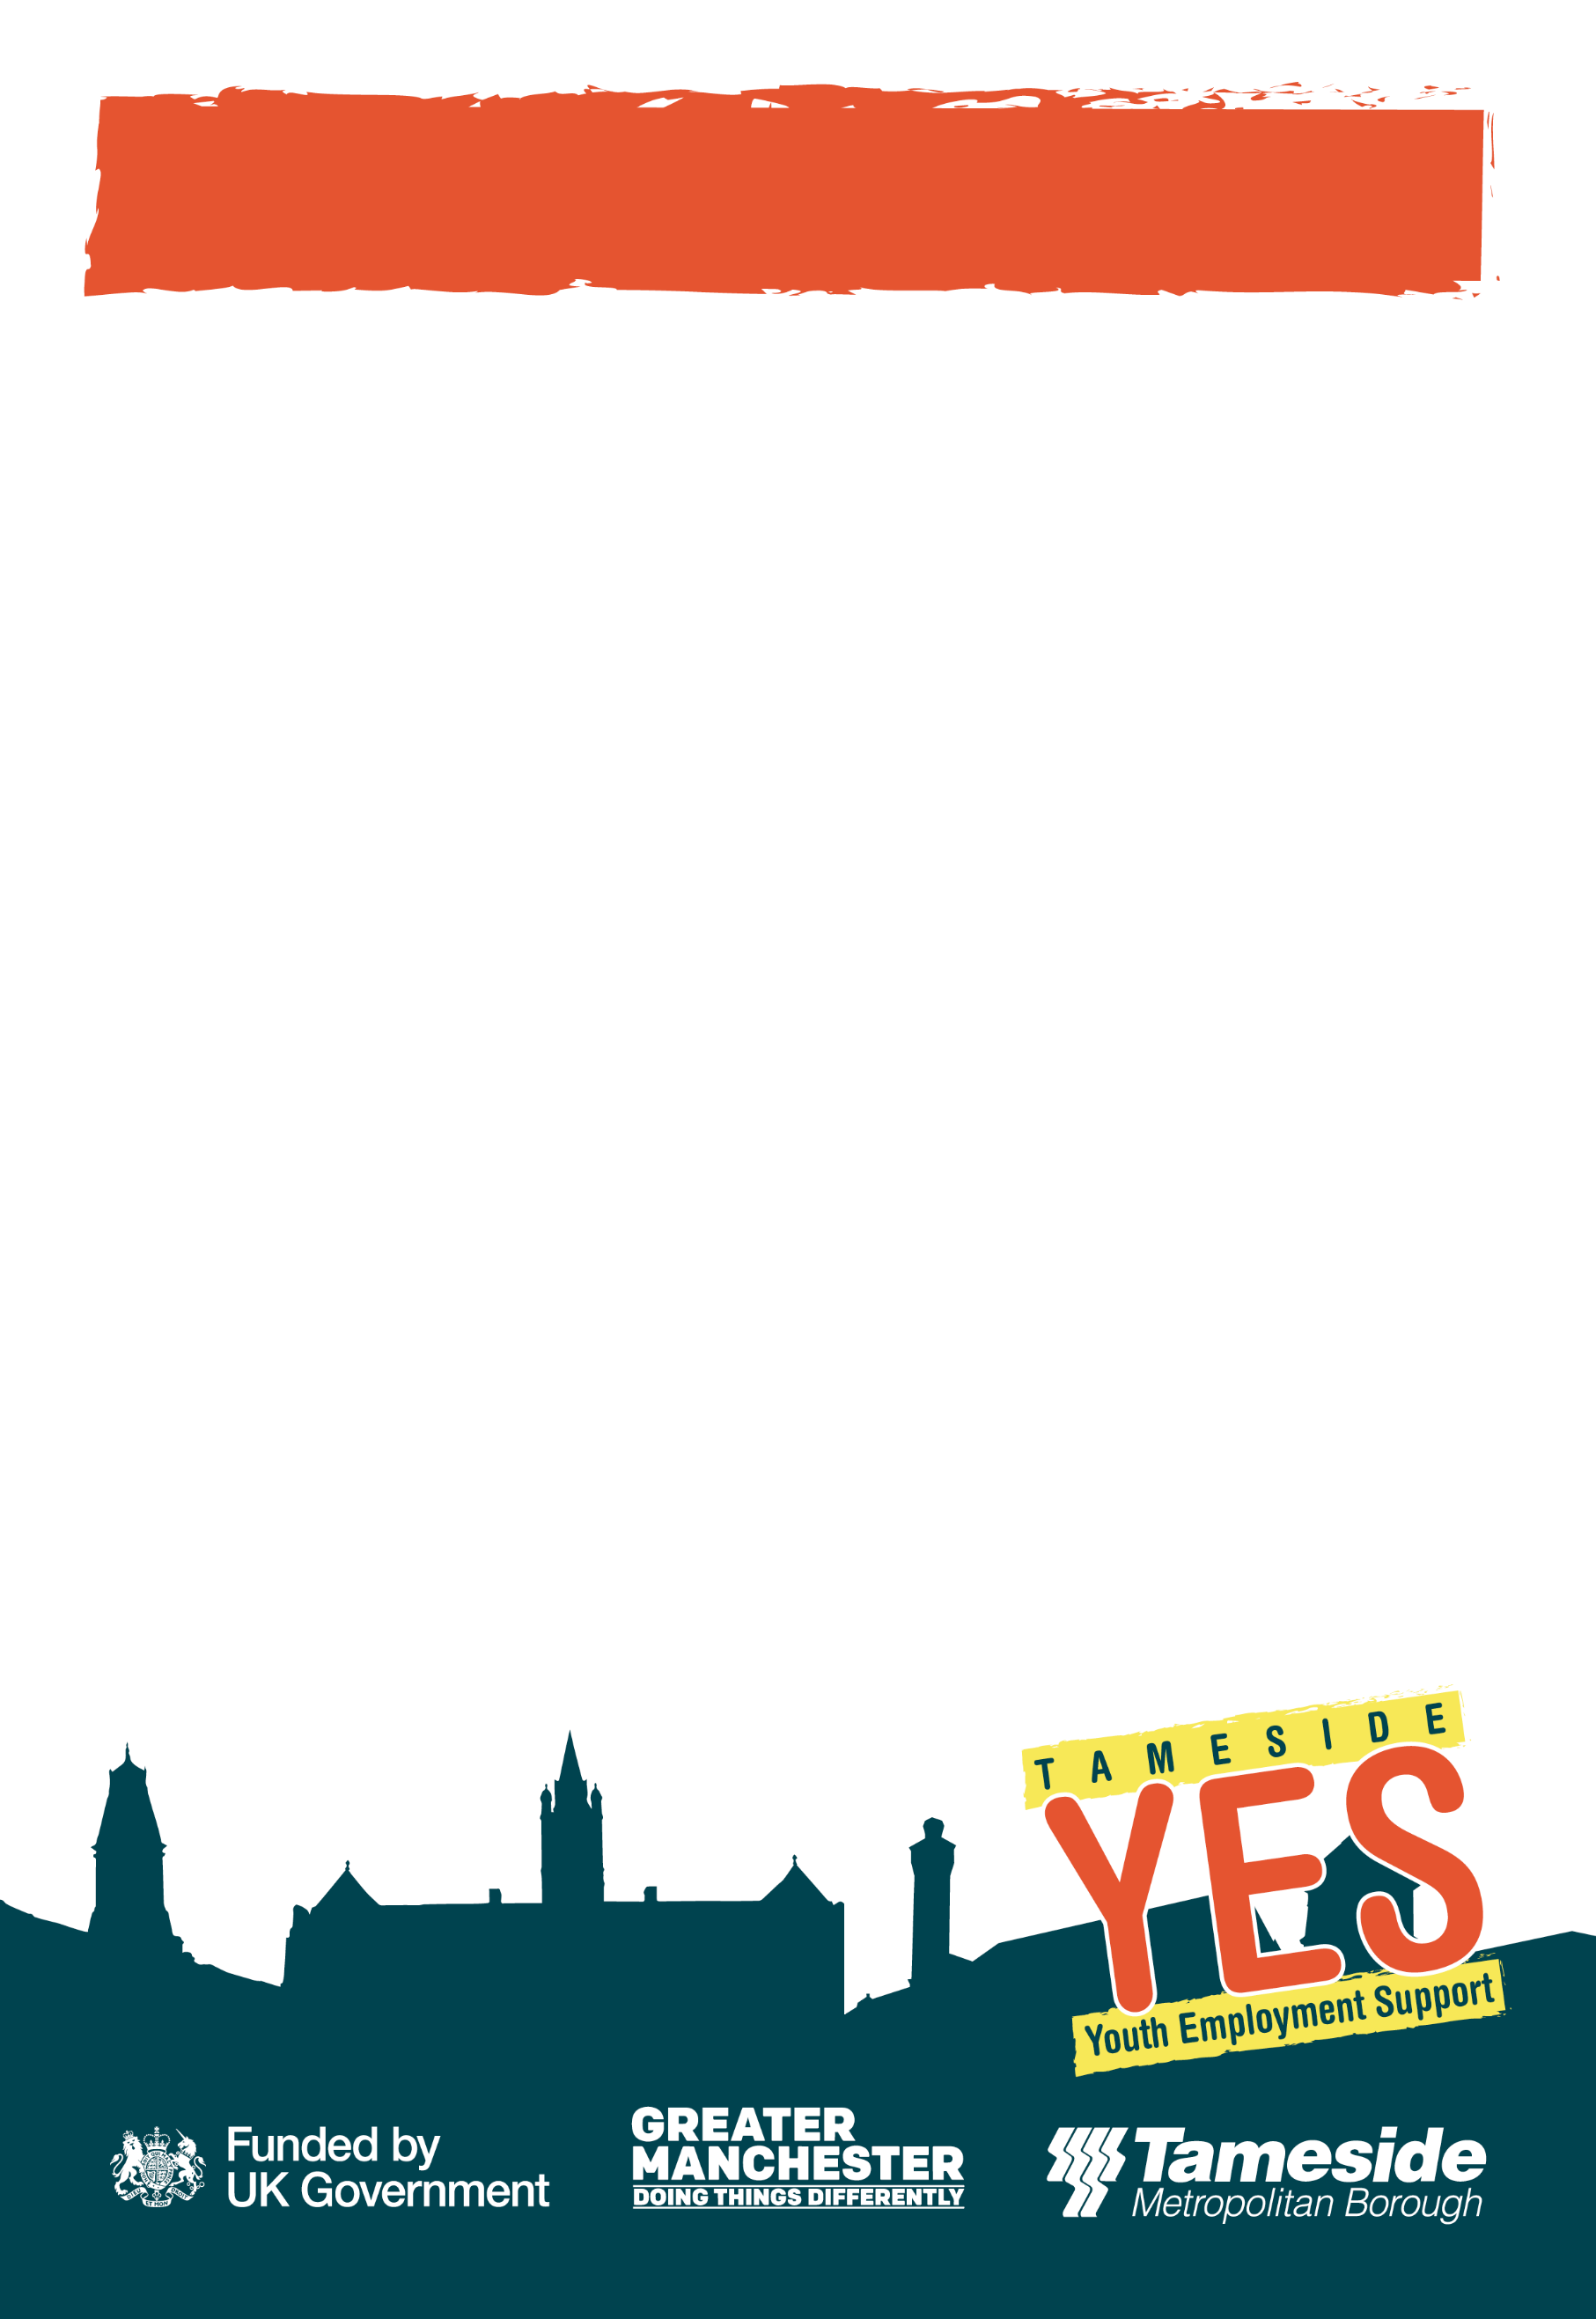 TAMESIDE
YES
Youth Employment Support
Funded by
UK Government
GREATER
MANCHESTER
DOING THINGS DIFFERENTLY
Tameside
Metropolitan Borough